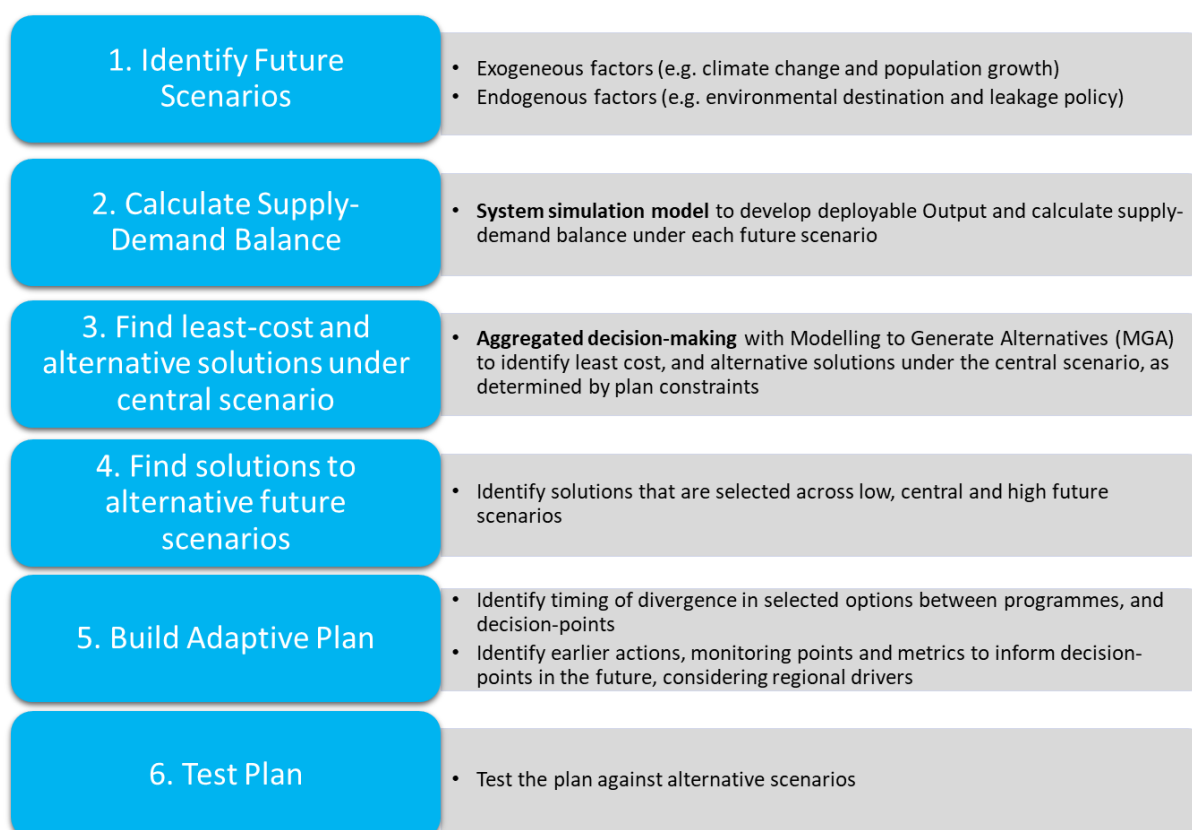 1. Identify Future
Scenarios
• Exogeneous factors (e.g. climate change and population growth)
• Endogenous factors (e.g. environmental destination and leakage policy)
2. Calculate Supply-
Demand Balance
• System simulation model to develop deployable Output and calculate supply-
demand balance under each future scenario
3. Find least-cost and
alternative solutions under
central scenario
• Aggregated decision-making with Modelling to Generate Alternatives (MGA)
to identify least cost, and alternative solutions under the central scenario, as
determined by plan constraints
4. Find solutions to
alternative future
scenarios
• Identify solutions that are selected across low, central and high future
scenarios
5. Build Adaptive Plan
• Identify timing of divergence in selected options between programmes, and
decision-points
• Identify earlier actions, monitoring points and metrics to inform decision-
points in the future, considering regional drivers
6. Test Plan
• Test the plan against alternative scenarios